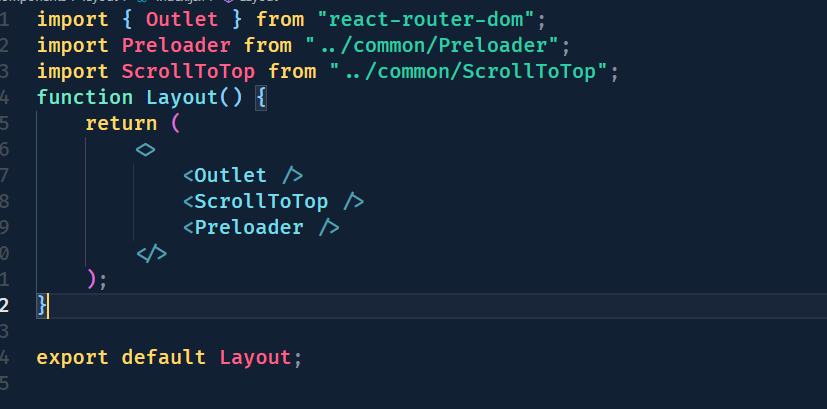 1 import { Outlet } from "react-router-dom";
2 import Preloader from "../common/Preloader";
3 import ScrollToTop from "../common/ScrollToTop";
4 function Layout() {
5     return (
6         <>
7             <Outlet />
8             <ScrollToTop />
9             <Preloader />
0         </>
1     );
2 }
3
4 export default Layout;
5